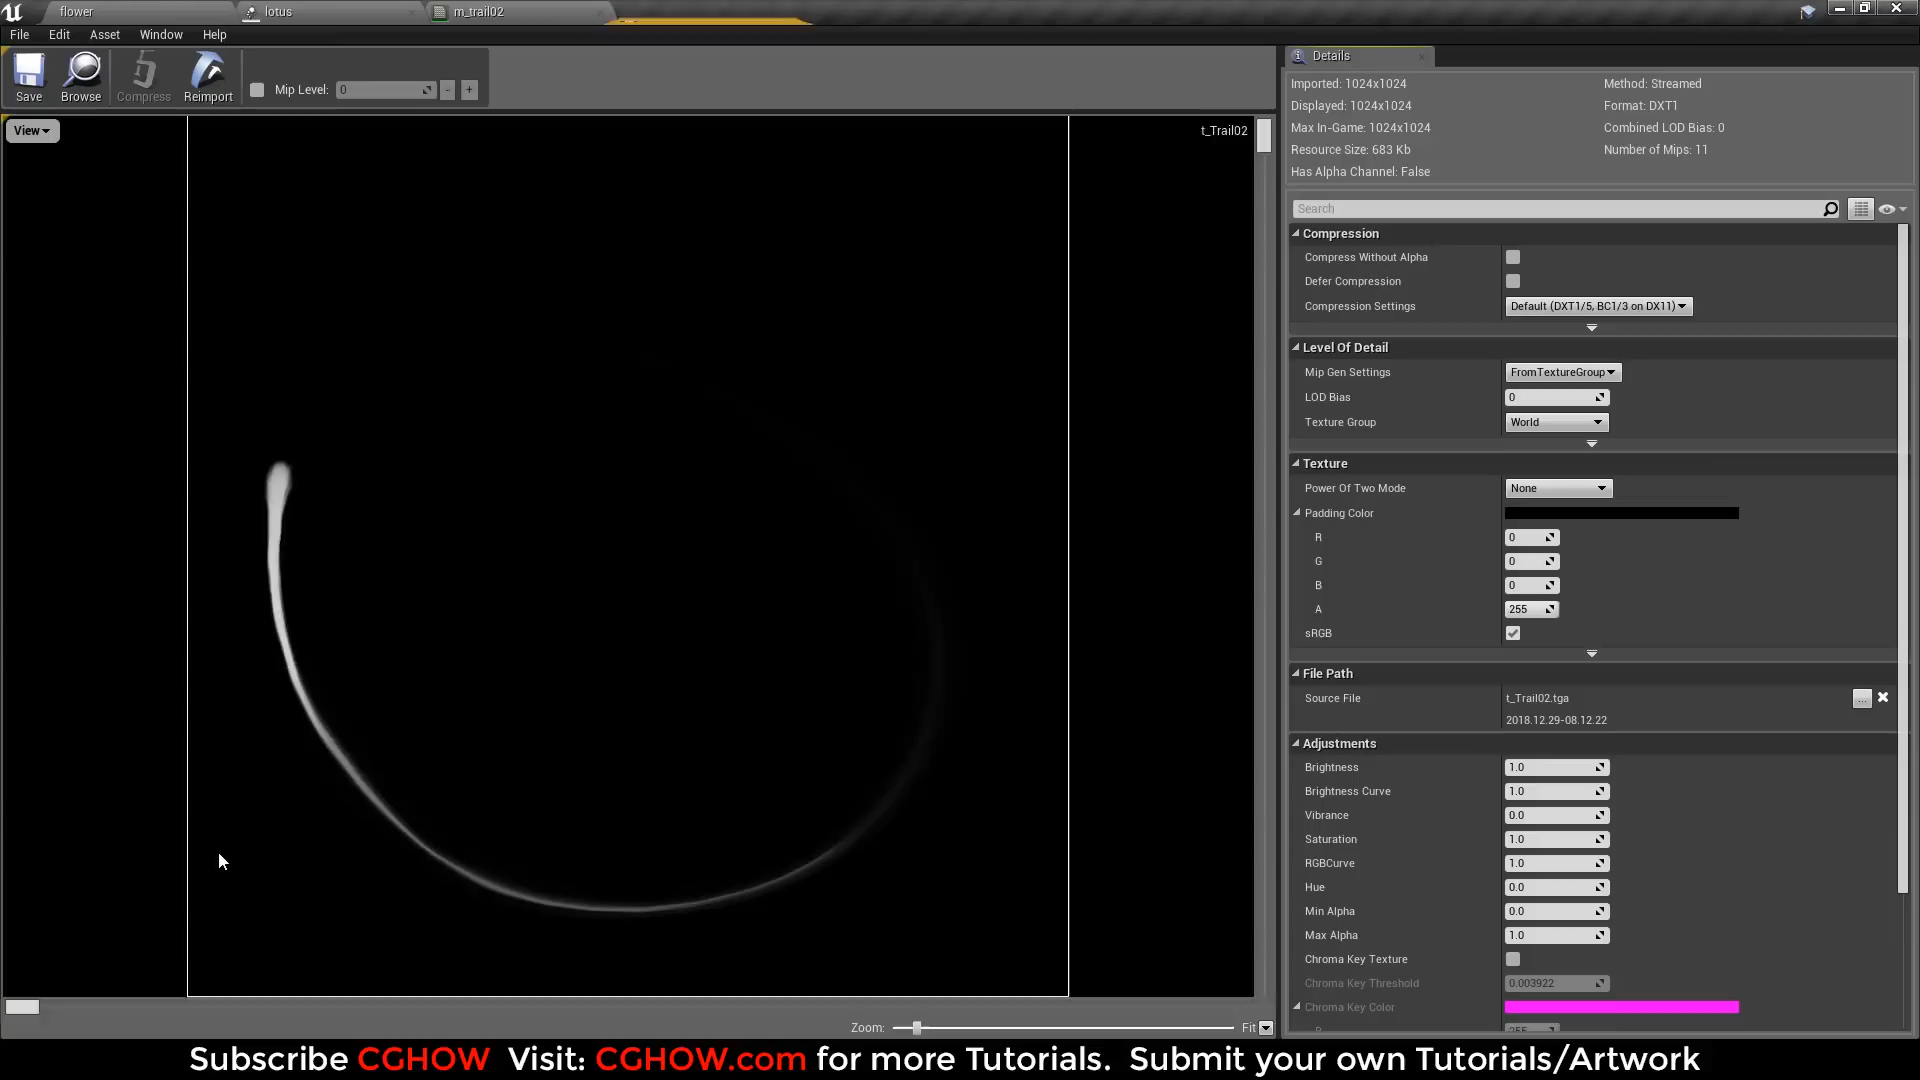 flower
lotus
m_trail02
File Edit Asset Window Help
Save Browse Compress Reimport
Mip Level: 0 - +
View
t_Trail02
Zoom: Fit
Details
Imported: 1024x1024 Method: Streamed
Displayed: 1024x1024 Format: DXT1
Max In-Game: 1024x1024 Combined LOD Bias: 0
Resource Size: 683 Kb Number of Mips: 11
Has Alpha Channel: False
Search
Compression
Compress Without Alpha
Defer Compression
Compression Settings Default (DXT1/5, BC1/3 on DX11)
Level Of Detail
Mip Gen Settings FromTextureGroup
LOD Bias 0
Texture Group World
Texture
Power Of Two Mode None
Padding Color
R 0
G 0
B 0
A 255
sRGB
File Path
Source File t_Trail02.tga
...
2018.12.29-08.12.22
Adjustments
Brightness 1.0
Brightness Curve 1.0
Vibrance 0.0
Saturation 1.0
RGBCurve 1.0
Hue 0.0
Min Alpha 0.0
Max Alpha 1.0
Chroma Key Texture
Chroma Key Threshold 0.003922
Chroma Key Color
Subscribe CGHOW Visit: CGHOW.com for more Tutorials. Submit your own Tutorials/Artwork